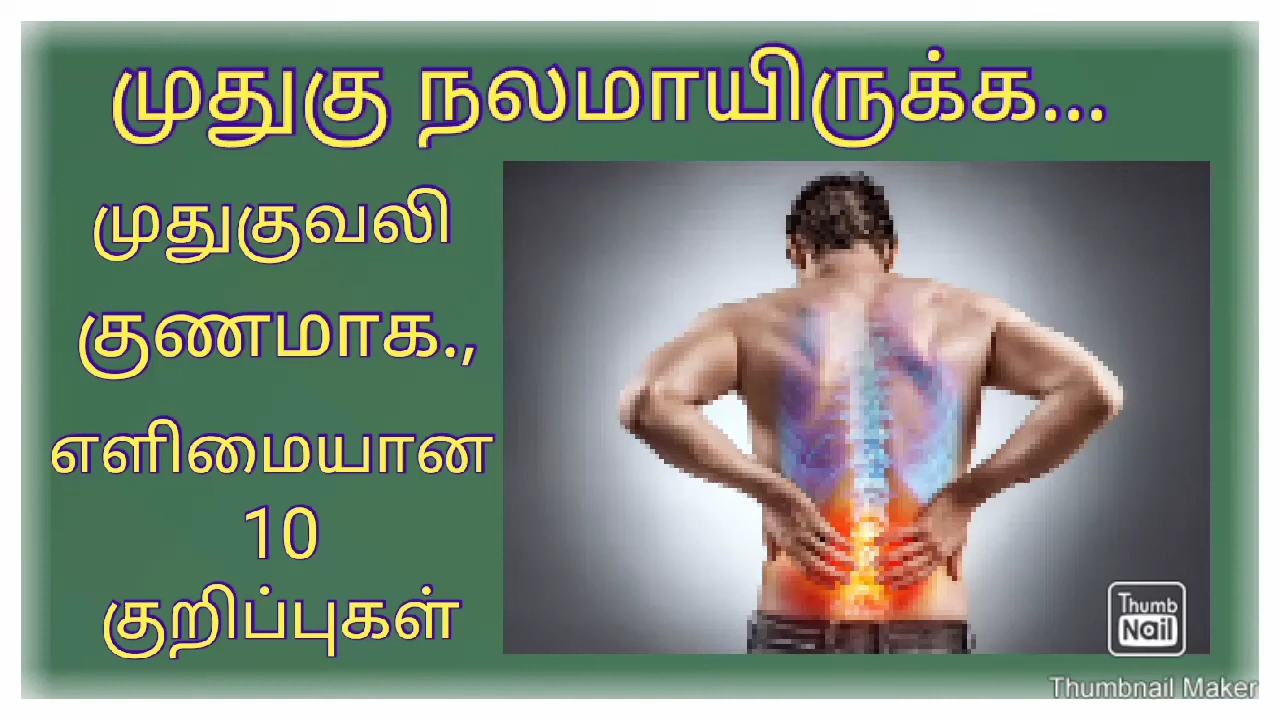 முதுகு நலமாயிருக்க...
முதுகுவலி
குணமாக.,
எளிமையான
10
குறிப்புகள்
Thumb
Nail
Thumbnail Maker